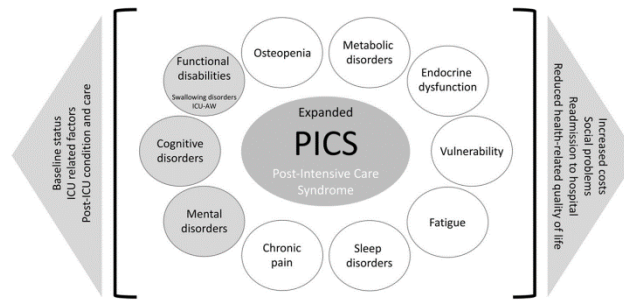 Baseline status
ICU related factors
Post-ICU condition and care
Functional
disabilities
Swallowing disorders
ICU-AW
Osteopenia
Metabolic
disorders
Endocrine
dysfunction
Cognitive
disorders
Expanded
PICS
Post-Intensive Care
Syndrome
Vulnerability
Mental
disorders
Chronic
pain
Sleep
disorders
Fatigue
Increased costs
Readmission to hospital
Social problems
Reduced health-related quality of life